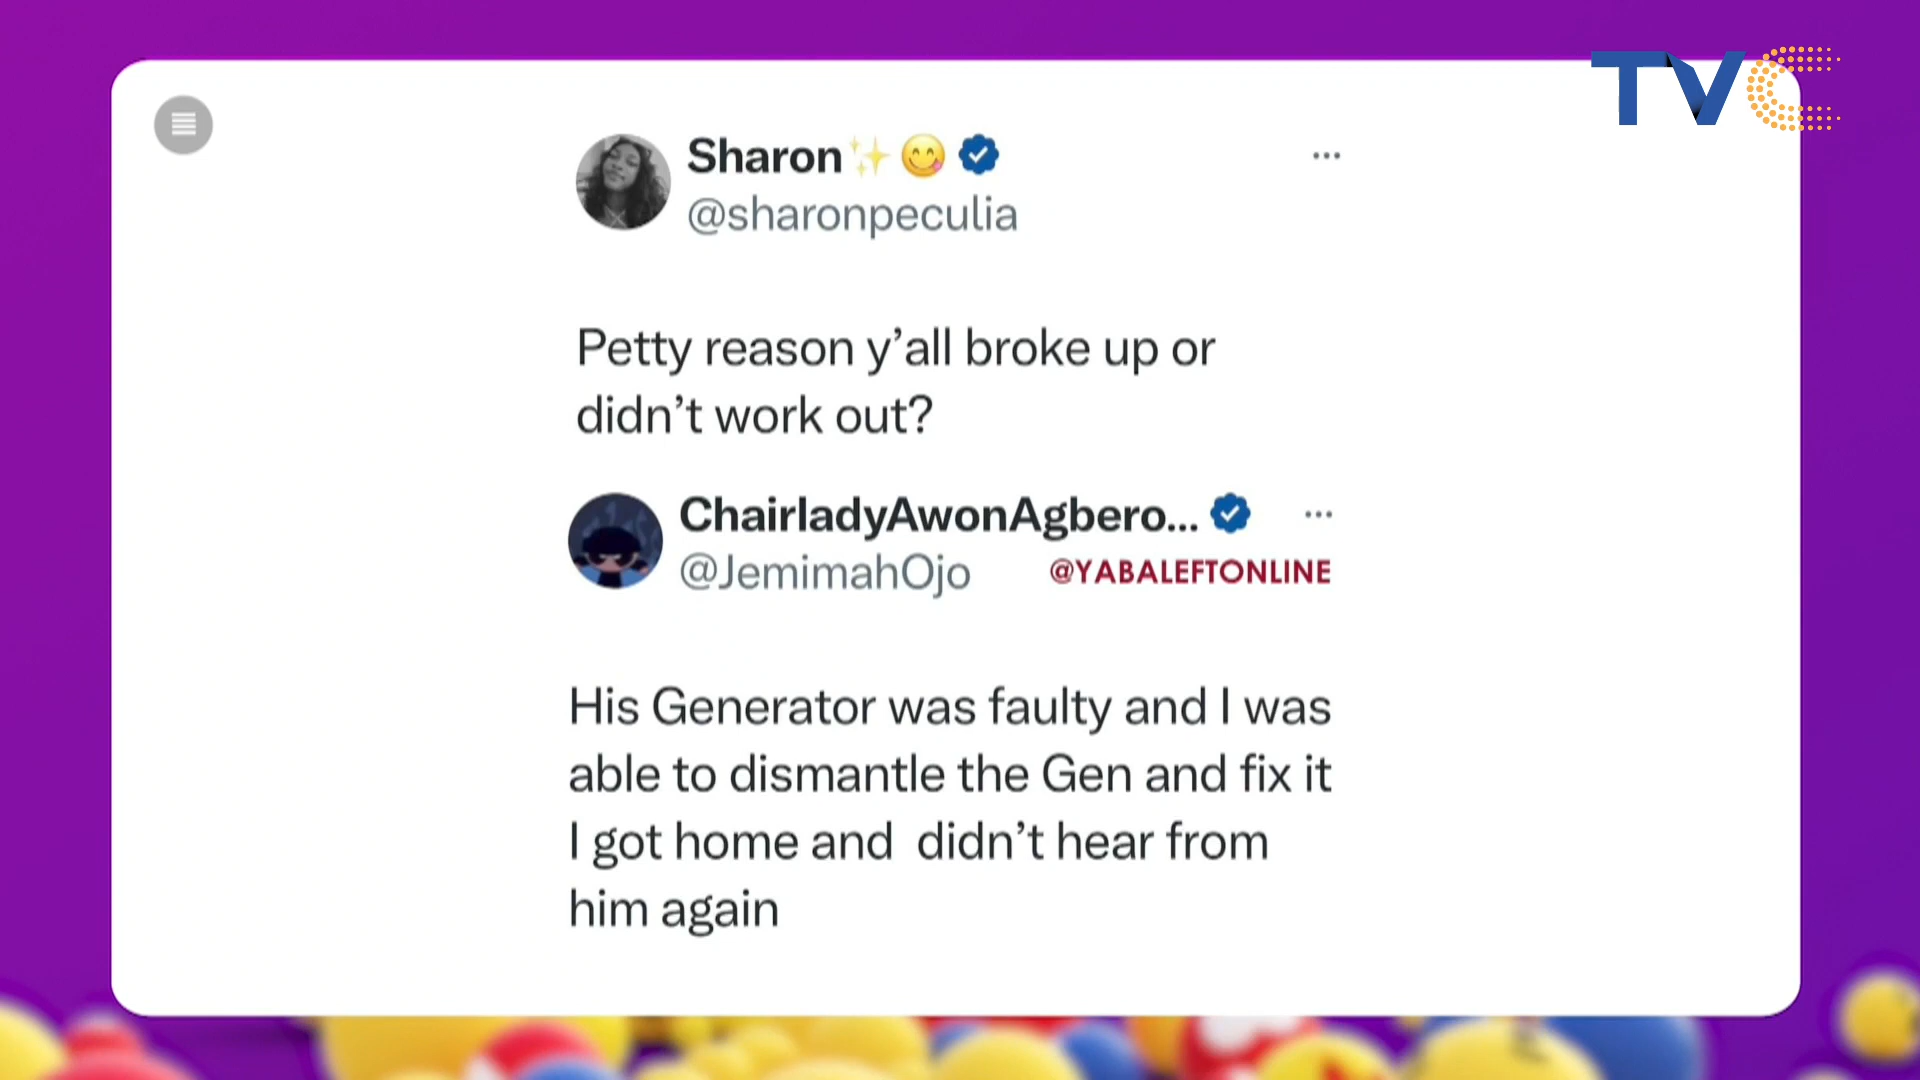 TVC
Sharon✨😋
@sharonpeculia
Petty reason y’all broke up or
didn’t work out?
ChairladyAwonAgbero...
@JemimahOjo
@YABALEFTONLINE
His Generator was faulty and I was
able to dismantle the Gen and fix it
I got home and  didn’t hear from
him again